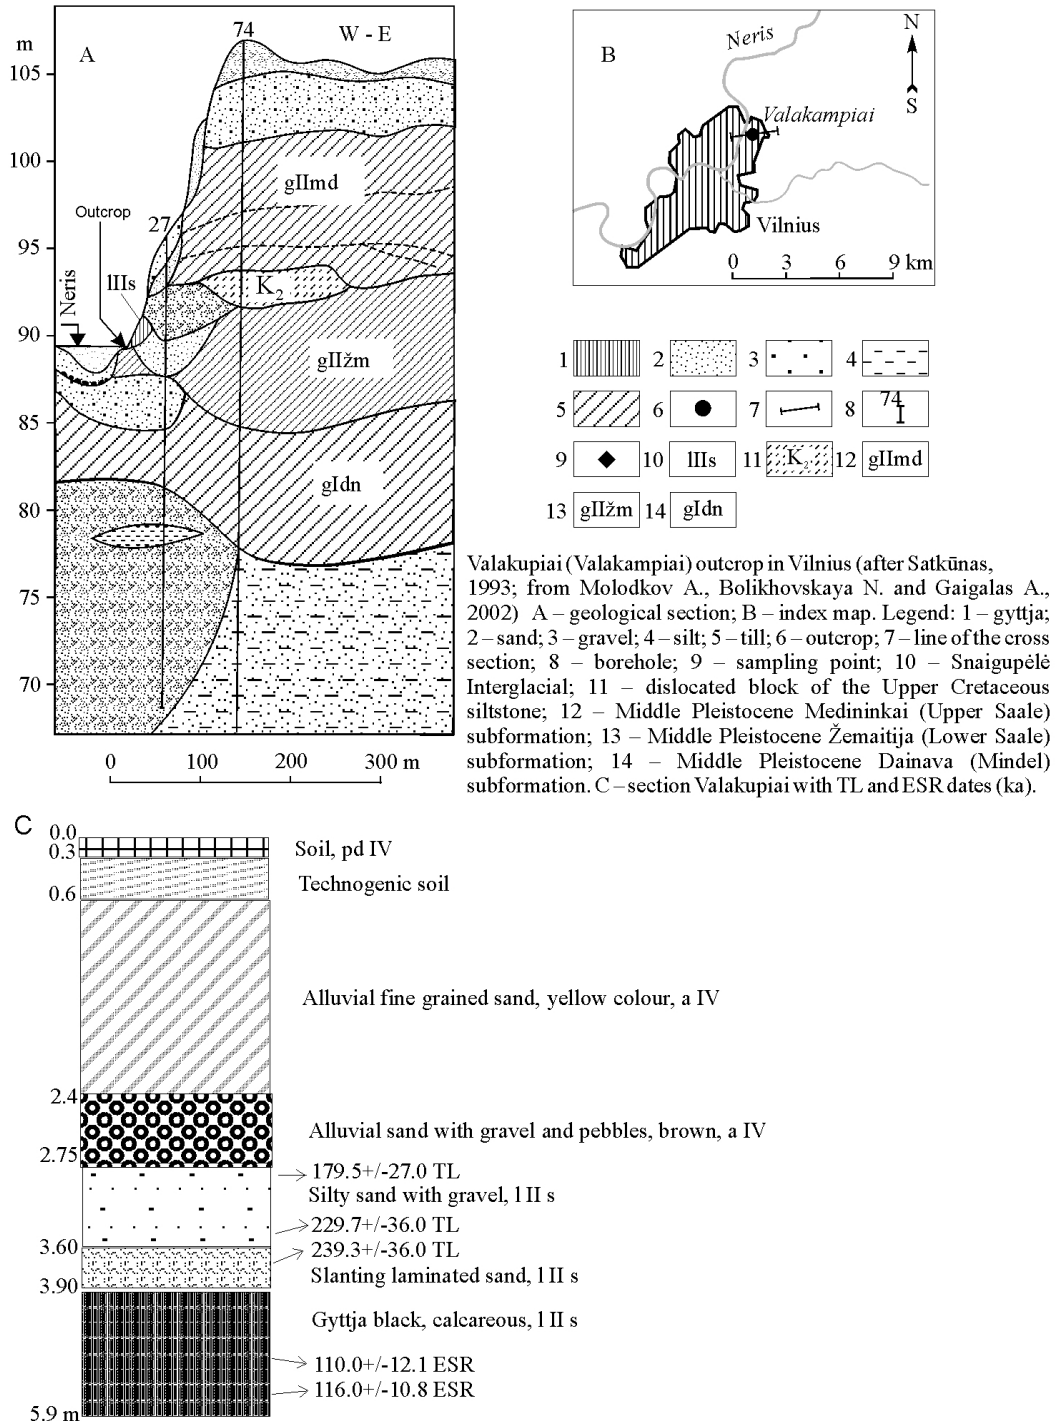 A
W - E
74
m
105
100
95
90
85
80
75
70
gIImd
27
Outcrop
Neris
lIIs
K₂
gIIžm
gIdn
0 100 200 300 m
B
Neris
N
S
Valakampiai
Vilnius
0 3 6 9 km
1 2 3 4
5 6 7 8 74
9 10 lIIs 11 K₂ 12 gIImd
13 gIIžm 14 gIdn
Valakupiai (Valakampiai) outcrop in Vilnius (after Satkūnas,
1993; from Molodkov A., Bolikhovskaya N. and Gaigalas A.,
2002) A – geological section; B – index map. Legend: 1 – gyttja;
2 – sand; 3 – gravel; 4 – silt; 5 – till; 6 – outcrop; 7 – line of the cross
section; 8 – borehole; 9 – sampling point; 10 – Snaigupėlė
Interglacial; 11 – dislocated block of the Upper Cretaceous
siltstone; 12 – Middle Pleistocene Medininkai (Upper Saale)
subformation; 13 – Middle Pleistocene Žemaitija (Lower Saale)
subformation; 14 – Middle Pleistocene Dainava (Mindel)
subformation. C – section Valakupiai with TL and ESR dates (ka).
C
0.0
0.3
Soil, pd IV
Technogenic soil
0.6
Alluvial fine grained sand, yellow colour, a IV
2.4
Alluvial sand with gravel and pebbles, brown, a IV
2.75
179.5+/-27.0 TL
Silty sand with gravel, l II s
229.7+/-36.0 TL
3.60
239.3+/-36.0 TL
Slanting laminated sand, l II s
3.90
Gyttja black, calcareous, l II s
110.0+/-12.1 ESR
116.0+/-10.8 ESR
5.9 m